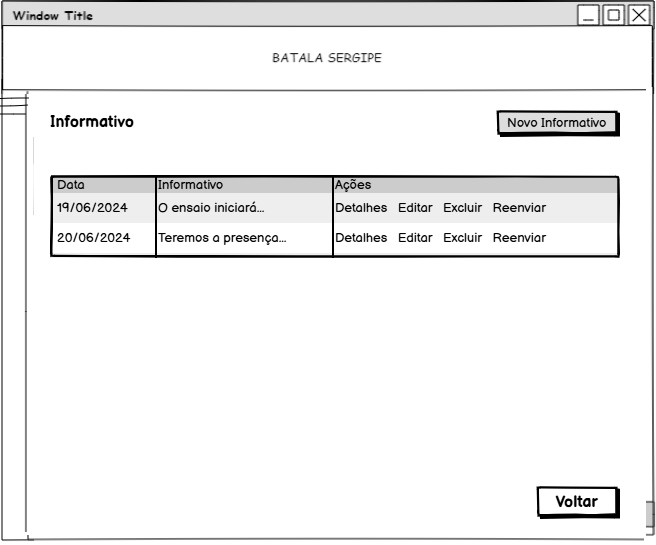 Window Title
BATALA SERGIPE
Informativo
Novo Informativo
Data Informativo Ações
19/06/2024 O ensaio iniciará... Detalhes Editar Excluir Reenviar
20/06/2024 Teremos a presença... Detalhes Editar Excluir Reenviar
Voltar